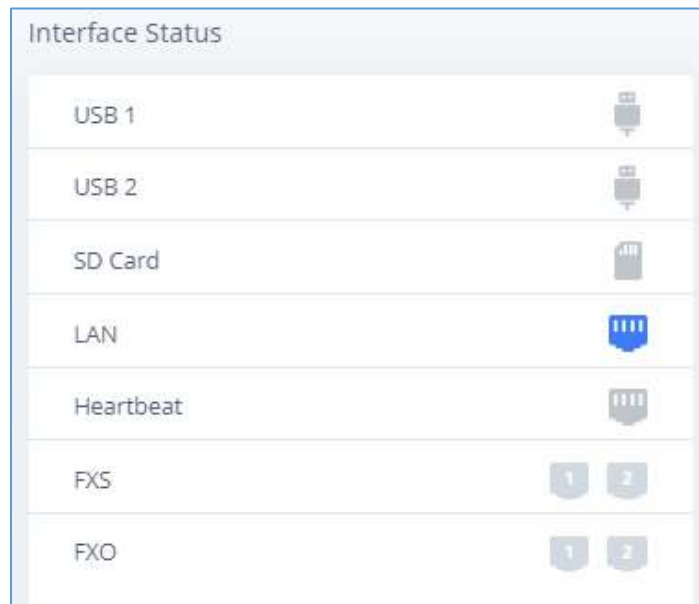 Interface Status
USB 1
USB 2
SD Card
LAN
Heartbeat
FXS 1 2
FXO 1 2